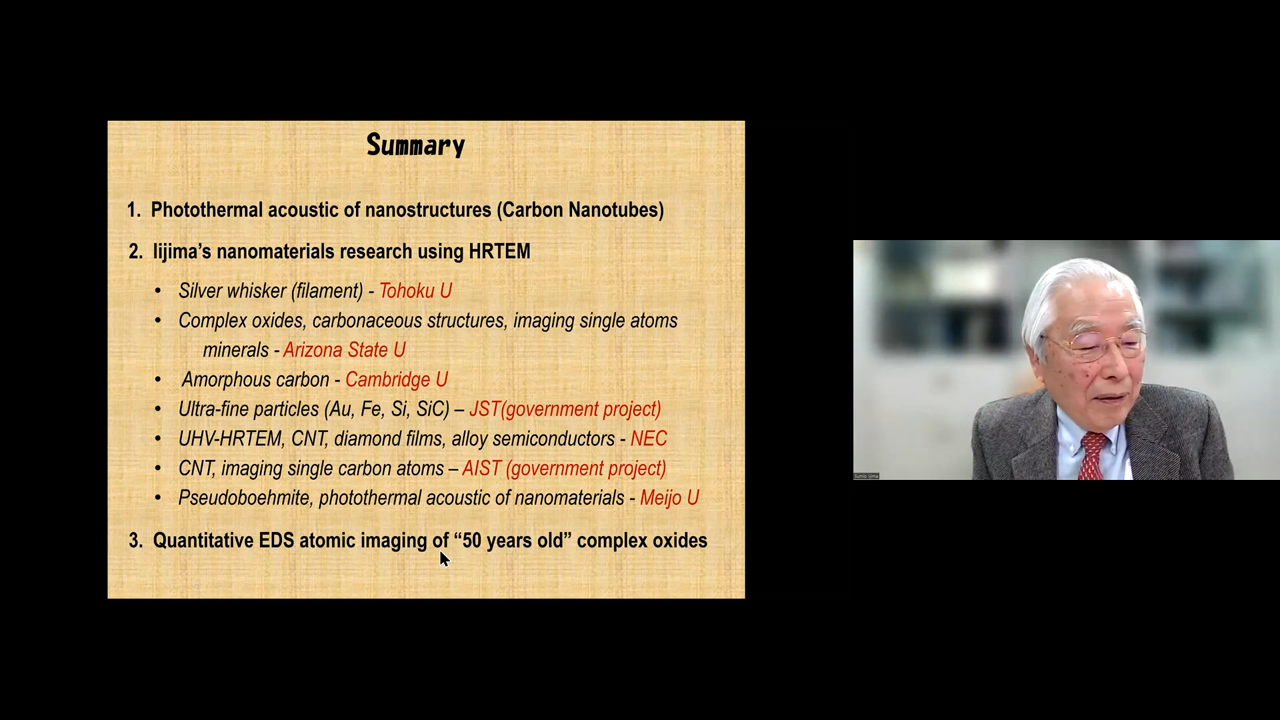 Summary
1. Photothermal acoustic of nanostructures (Carbon Nanotubes)
2. Iijima's nanomaterials research using HRTEM
• Silver whisker (filament) - Tohoku U
• Complex oxides, carbonaceous structures, imaging single atoms
minerals - Arizona State U
• Amorphous carbon - Cambridge U
• Ultra-fine particles (Au, Fe, Si, SiC) – JST(government project)
• UHV-HRTEM, CNT, diamond films, alloy semiconductors - NEC
• CNT, imaging single carbon atoms – AIST (government project)
• Pseudoboehmite, photothermal acoustic of nanomaterials - Meijo U
3. Quantitative EDS atomic imaging of “50 years old” complex oxides
Sumio Iijima